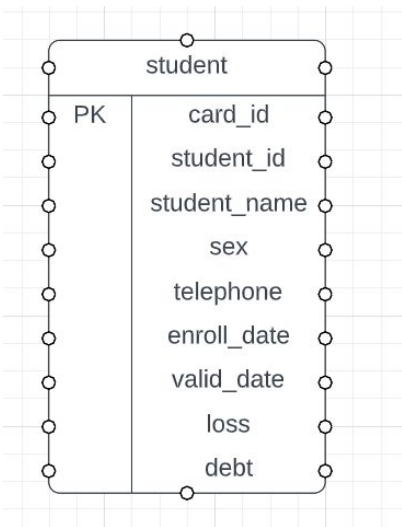 student
PK card_id
student_id
student_name
sex
telephone
enroll_date
valid_date
loss
debt